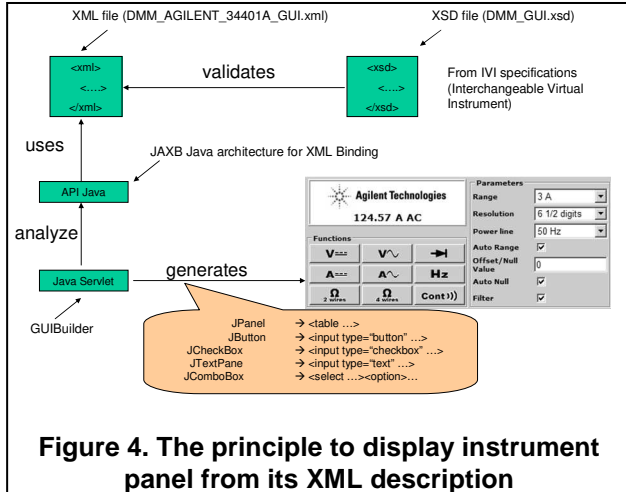 XML file (DMM_AGILENT_34401A_GUI.xml)
XSD file (DMM_GUI.xsd)
<xml>
<....>
</xml>
validates
<xsd>
<....>
</xsd>
From IVI specifications
(Interchangeable Virtual
Instrument)
uses
JAXB Java architecture for XML Binding
API Java
analyze
Java Servlet
generates
GUIBuilder
Agilent Technologies
124.57 A AC
Functions
V
V
A
A
Hz
Ω
2 wires
Ω
4 wires
Cont)))
Parameters
Range
3 A
Resolution
6 1/2 digits
Power line
50 Hz
Auto Range
Offset/Null
Value
0
Auto Null
Filter
JPanel → <table …>
JButton → <input type=“button” …>
JCheckBox → <input type=“checkbox” …>
JTextPane → <input type=“text” …>
JComboBox → <select …><option>…
Figure 4. The principle to display instrument
panel from its XML description